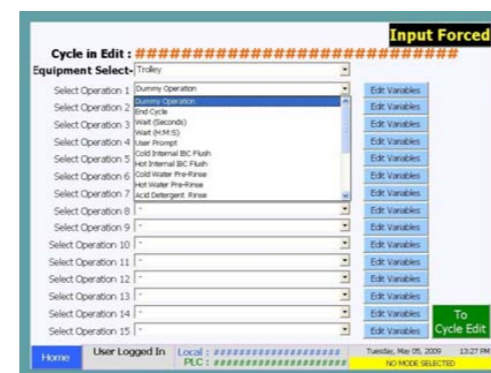 Input Forced
Cycle in Edit : ############################
Equipment Select- Trolley
Select Operation 1 Dummy Operation Edit Variables
Dummy Operation
End Cycle
Select Operation 2 Edit Variables
Wait (Seconds)
Select Operation 3 Edit Variables
Wait (H:M:S)
User Prompt
Select Operation 4 Edit Variables
Cold Internal IBC Flush
Select Operation 5 Edit Variables
Hot Internal IBC Flush
Cold Water Pre-Rinse
Select Operation 6 Edit Variables
Hot Water Pre-Rinse
Acid Detergent Rinse
Select Operation 7 Edit Variables
Select Operation 8 - Edit Variables
Select Operation 9 - Edit Variables
Select Operation 10 - Edit Variables
Select Operation 11 - Edit Variables
Select Operation 12 - Edit Variables
Select Operation 13 - Edit Variables
Select Operation 14 - Edit Variables
Select Operation 15 - Edit Variables
To
Cycle Edit
Home User Logged In Local : ####################
PLC : ####################
Tuesday, May 05, 2009 13:27 PM
NO MODE SELECTED